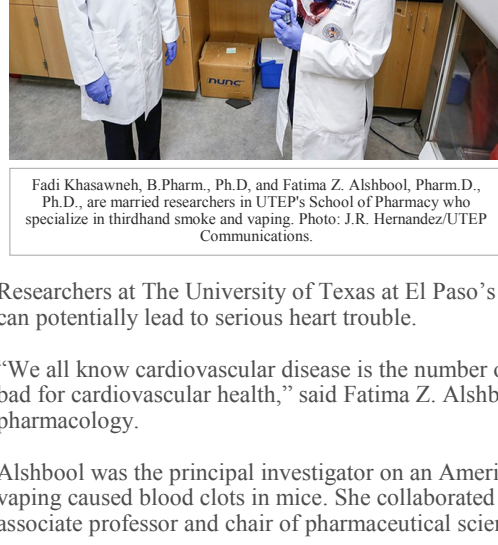 nunc
Fadi Khasawneh, B.Pharm., Ph.D, and Fatima Z. Alshbool, Pharm.D.,
Ph.D., are married researchers in UTEP's School of Pharmacy who
specialize in thirdhand smoke and vaping. Photo: J.R. Hernandez/UTEP
Communications.
Researchers at The University of Texas at El Paso’s
can potentially lead to serious heart trouble.
“We all know cardiovascular disease is the number
bad for cardiovascular health,” said Fatima Z.
pharmacology.
Alshbool was the principal investigator on an
vaping caused blood clots in mice. She collaborated
associate professor and chair of pharmaceutical